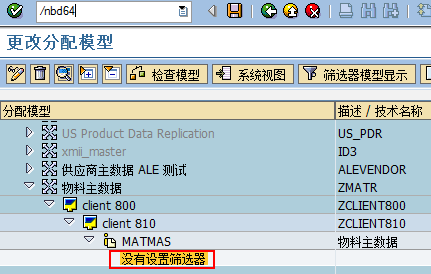 /nbd64
更改分配模型
检查模型 系统视图 筛选器模型显示
分配模型 描述 / 技术名称
US Product Data Replication US_PDR
xmii_master ID3
供应商主数据 ALE 测试 ALEVENDOR
物料主数据 ZMATR
client 800 ZCLIENT800
client 810 ZCLIENT810
MATMAS 物料主数据
没有设置筛选器